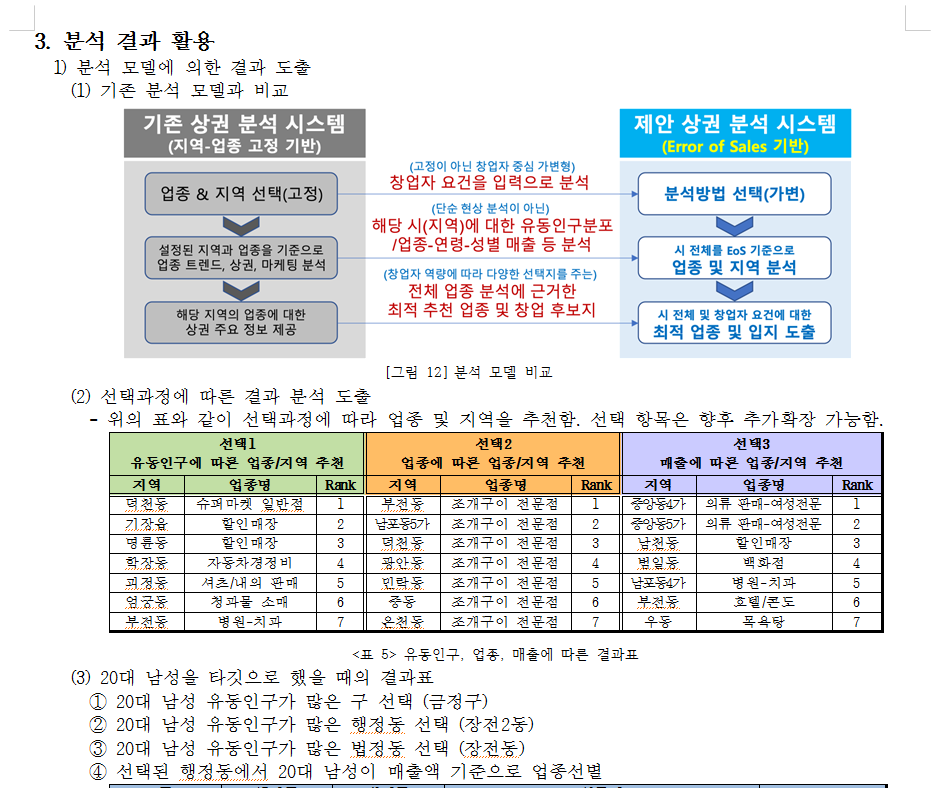 3. 분석 결과 활용
1) 분석 모델에 의한 결과 도출
(1) 기존 분석 모델과 비교
기존 상권 분석 시스템
(지역-업종 고정 기반)
업종 & 지역 선택(고정)
설정된 지역과 업종을 기준으로
업종 트렌드, 상권, 마케팅 분석
해당 지역의 업종에 대한
상권 주요 정보 제공
(고정이 아닌 창업자 중심 가변형)
창업자 요건을 입력으로 분석
(단순 현상 분석이 아닌)
해당 시(지역)에 대한 유동인구분포
/업종-연령-성별 매출 등 분석
(창업자 역량에 따라 다양한 선택지를 주는)
전체 업종 분석에 근거한
최적 추천 업종 및 창업 후보지
제안 상권 분석 시스템
(Error of Sales 기반)
분석방법 선택(가변)
시 전체를 EoS 기준으로
업종 및 지역 분석
시 전체 및 창업자 요건에 대한
최적 업종 및 입지 도출
[그림 12] 분석 모델 비교
(2) 선택과정에 따른 결과 분석 도출
- 위의 표와 같이 선택과정에 따라 업종 및 지역을 추천함. 선택 항목은 향후 추가확장 가능함.
선택1 선택2 선택3
유동인구에 따른 업종/지역 추천 업종에 따른 업종/지역 추천 매출에 따른 업종/지역 추천
지역 업종명 Rank 지역 업종명 Rank 지역 업종명 Rank
덕천동 슈퍼마켓 일반점 1 부전동 조개구이 전문점 1 중앙동4가 의류 판매-여성전문 1
기장읍 할인매장 2 남포동5가 조개구이 전문점 2 중앙동5가 의류 판매-여성전문 2
명륜동 할인매장 3 덕천동 조개구이 전문점 3 남천동 할인매장 3
학장동 자동차경정비 4 광안동 조개구이 전문점 4 범일동 백화점 4
괴정동 셔츠/내의 판매 5 민락동 조개구이 전문점 5 남포동4가 병원-치과 5
엄궁동 청과물 소매 6 중동 조개구이 전문점 6 부전동 호텔/콘도 6
부전동 병원-치과 7 온천동 조개구이 전문점 7 우동 목욕탕 7
<표 5> 유동인구, 업종, 매출에 따른 결과표
(3) 20대 남성을 타깃으로 했을 때의 결과표
① 20대 남성 유동인구가 많은 구 선택 (금정구)
② 20대 남성 유동인구가 많은 행정동 선택 (장전2동)
③ 20대 남성 유동인구가 많은 법정동 선택 (장전동)
④ 선택된 행정동에서 20대 남성이 매출액 기준으로 업종선별